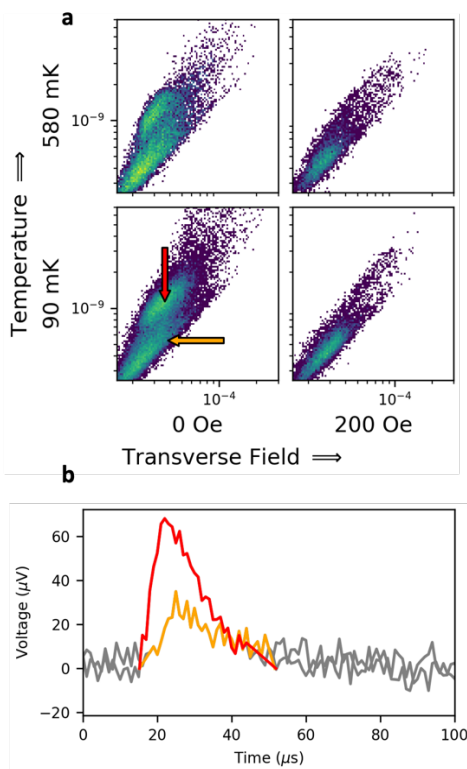 a
Temperature ⟹
580 mK
10⁻⁹
90 mK
10⁻⁹
10⁻⁴
10⁻⁴
0 Oe
200 Oe
Transverse Field ⟹
b
Voltage (μV)
60
40
20
0
−20
0
20
40
60
80
100
Time (μs)